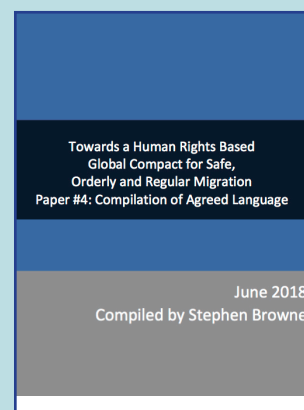 Towards a Human Rights Based
Global Compact for Safe,
Orderly and Regular Migration
Paper #4: Compilation of Agreed Language
June 2018
Compiled by Stephen Browne